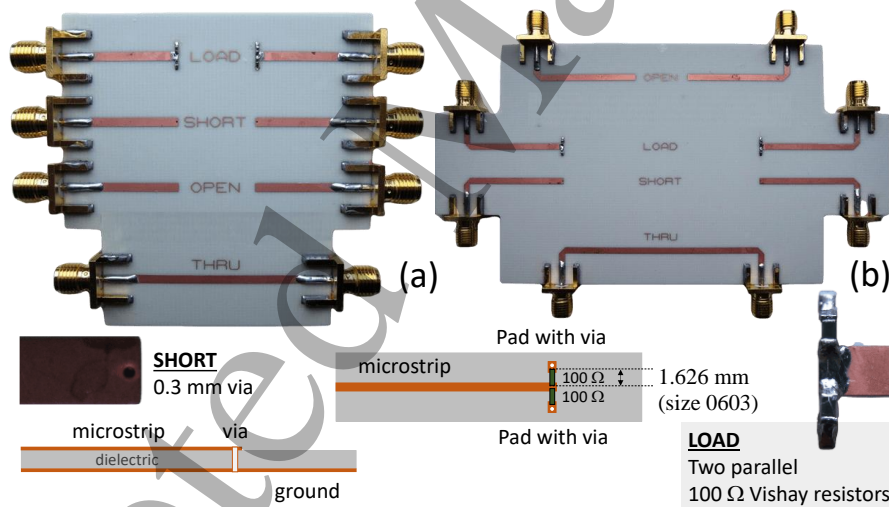 LOAD
SHORT
OPEN
THRU
(a)
OPEN
LOAD
SHORT
THRU
(b)
SHORT
0.3 mm via
microstrip via
dielectric
ground
Pad with via
microstrip
100 Ω
100 Ω
1.626 mm
(size 0603)
Pad with via
LOAD
Two parallel
100 Ω Vishay resistors